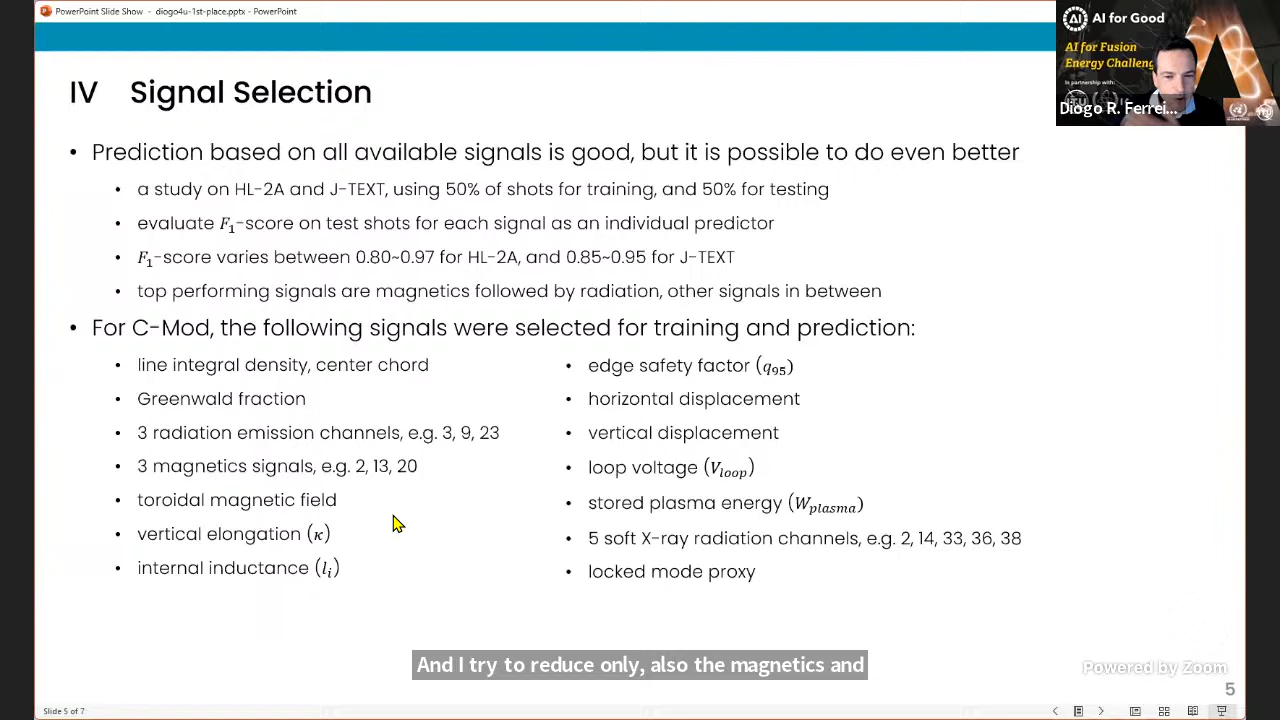 PowerPoint Slide Show - diogo4u-1st-place.pptx - PowerPoint
AI for Good
AI for Fusion
Energy Challeng
In partnership with:
Diogo R. Ferrei...
IV Signal Selection
• Prediction based on all available signals is good, but it is possible to do even better
• a study on HL-2A and J-TEXT, using 50% of shots for training, and 50% for testing
• evaluate F₁-score on test shots for each signal as an individual predictor
• F₁-score varies between 0.80~0.97 for HL-2A, and 0.85~0.95 for J-TEXT
• top performing signals are magnetics followed by radiation, other signals in between
• For C-Mod, the following signals were selected for training and prediction:
• line integral density, center chord
• Greenwald fraction
• 3 radiation emission channels, e.g. 3, 9, 23
• 3 magnetics signals, e.g. 2, 13, 20
• toroidal magnetic field
• vertical elongation (κ)
• internal inductance (lᵢ)
• edge safety factor (q₉₅)
• horizontal displacement
• vertical displacement
• loop voltage (V_loop)
• stored plasma energy (W_plasma)
• 5 soft X-ray radiation channels, e.g. 2, 14, 33, 36, 38
• locked mode proxy
And I try to reduce only, also the magnetics and
Powered by Zoom
5
Slide 5 of 7